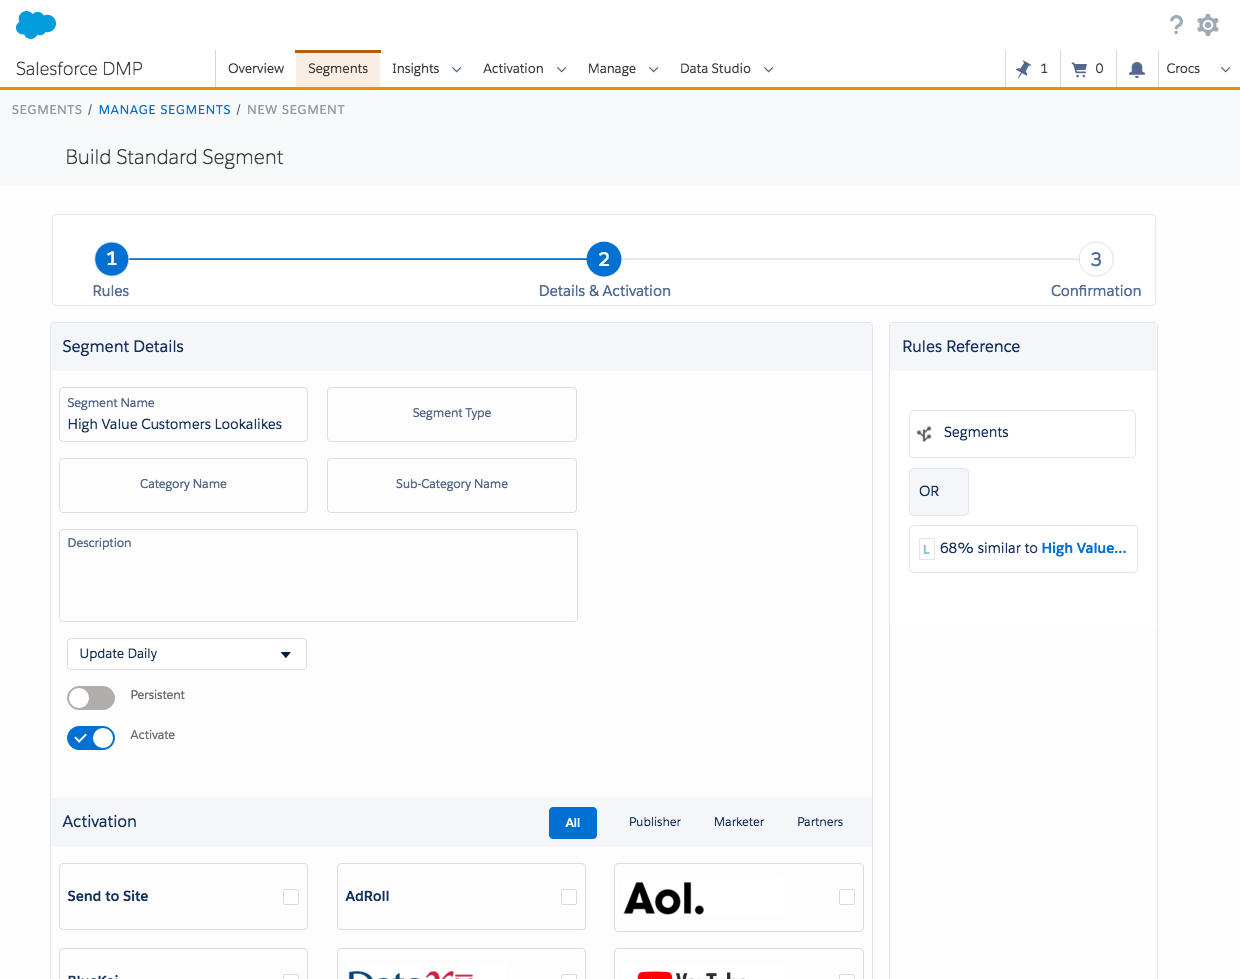 ?
Salesforce DMP
Overview
Segments
Insights
Activation
Manage
Data Studio
1
0
Crocs
SEGMENTS / MANAGE SEGMENTS / NEW SEGMENT
Build Standard Segment
1
2
3
Rules
Details & Activation
Confirmation
Segment Details
Segment Name
High Value Customers Lookalikes
Segment Type
Category Name
Sub-Category Name
Description
Update Daily
Persistent
Activate
Rules Reference
Segments
OR
L 68% similar to High Value...
Activation
All
Publisher
Marketer
Partners
Send to Site
AdRoll
Aol.
BlueKai
YouTube